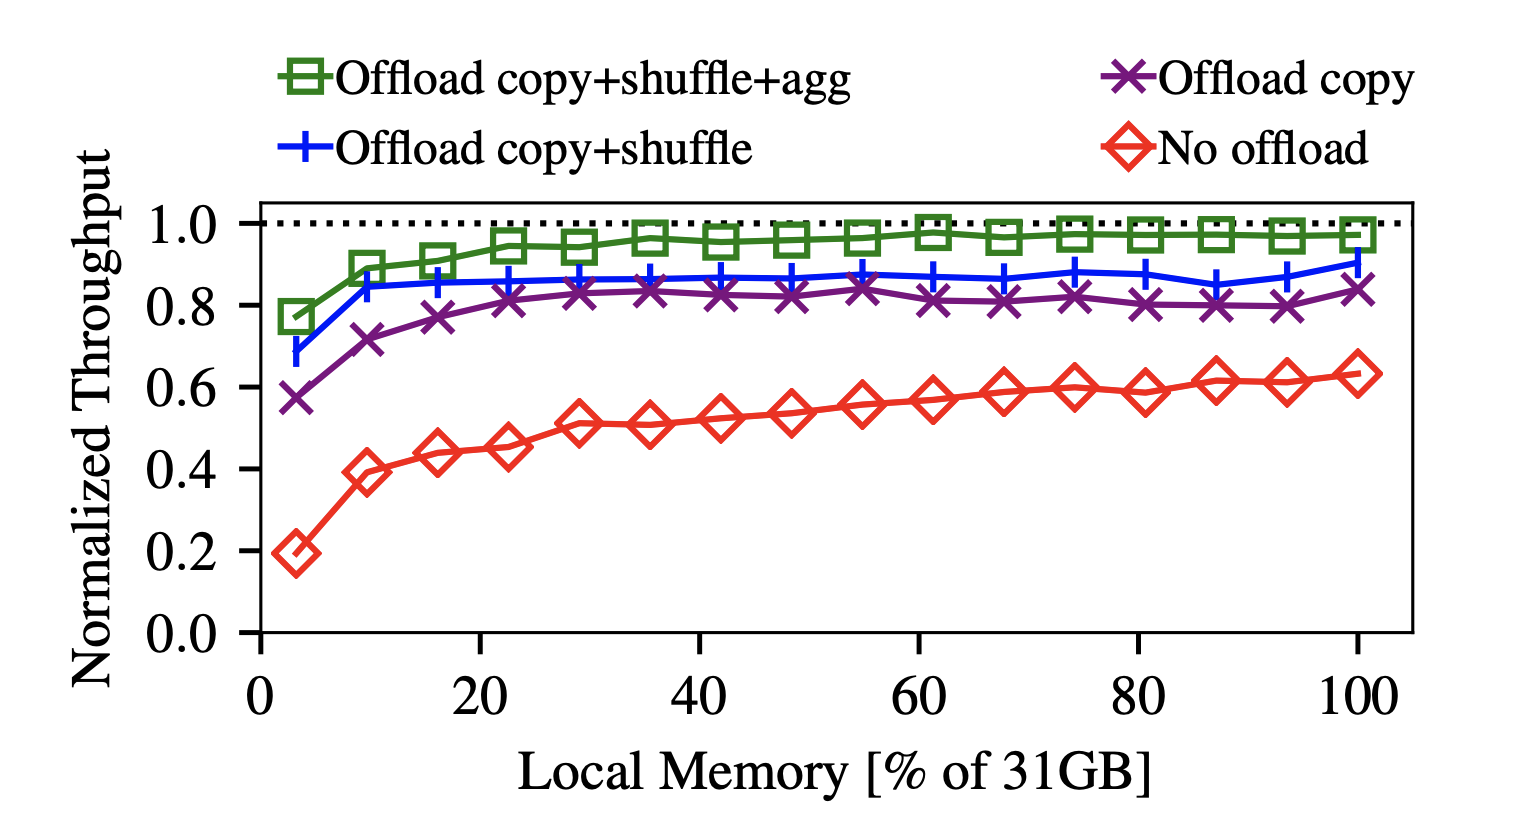 Offload copy+shuffle+agg
Offload copy
Offload copy+shuffle
No offload
Normalized Throughput
1.0
0.8
0.6
0.4
0.2
0.0
0 20 40 60 80 100
Local Memory [% of 31GB]